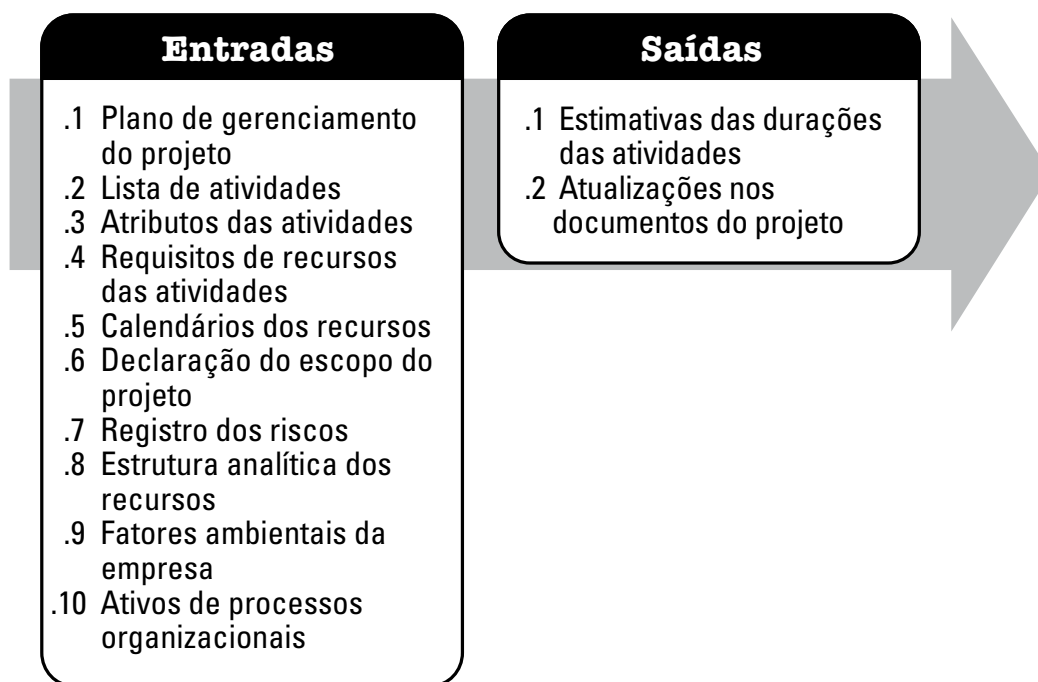 Entradas
.1 Plano de gerenciamento
do projeto
.2 Lista de atividades
.3 Atributos das atividades
.4 Requisitos de recursos
das atividades
.5 Calendários dos recursos
.6 Declaração do escopo do
projeto
.7 Registro dos riscos
.8 Estrutura analítica dos
recursos
.9 Fatores ambientais da
empresa
.10 Ativos de processos
organizacionais
Saídas
.1 Estimativas das durações
das atividades
.2 Atualizações nos
documentos do projeto